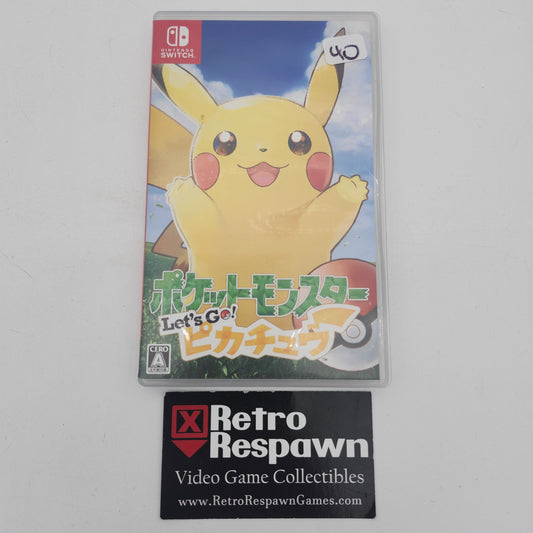 NINTENDO
SWITCH
40
ポケットモンスター
Let's Go!
ピカチュウ
CERO
A
Retro
Respawn
Video Game Collectibles
www.RetroRespawnGames.com